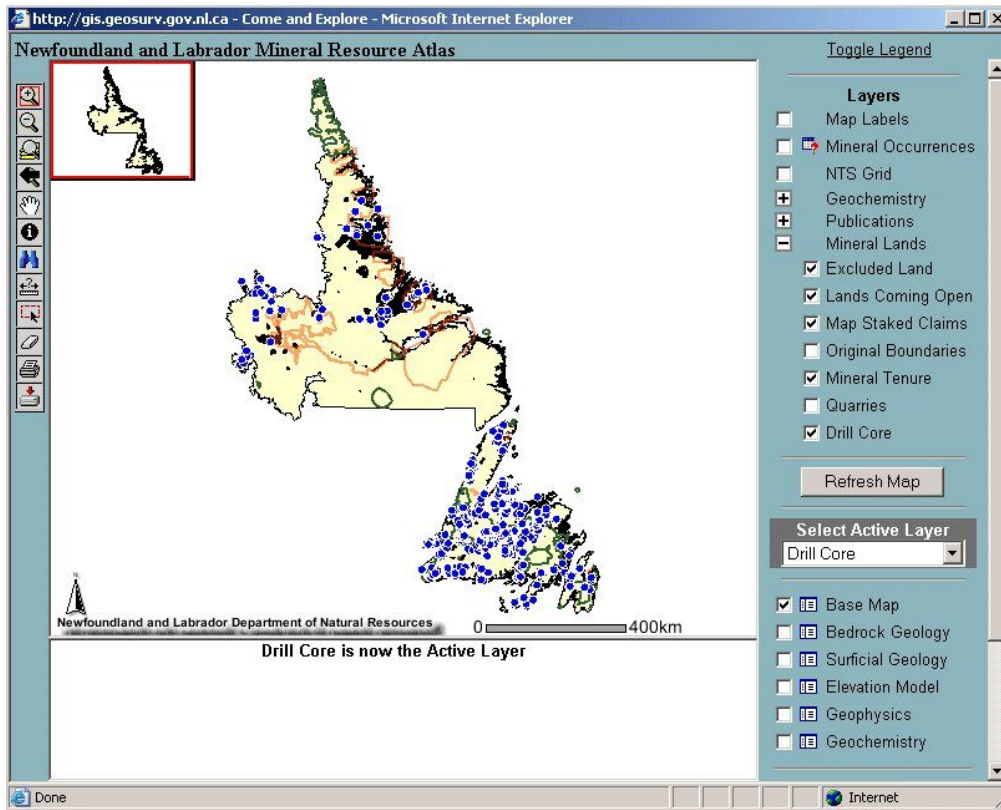 http://gis.geosurv.gov.nl.ca - Come and Explore - Microsoft Internet Explorer
Newfoundland and Labrador Mineral Resource Atlas
Toggle Legend
Layers
Map Labels
Mineral Occurrences
NTS Grid
Geochemistry
Publications
Mineral Lands
Excluded Land
Lands Coming Open
Map Staked Claims
Original Boundaries
Mineral Tenure
Quarries
Drill Core
Refresh Map
Select Active Layer
Drill Core
Base Map
Bedrock Geology
Surficial Geology
Elevation Model
Geophysics
Geochemistry
N
Newfoundland and Labrador Department of Natural Resources
0 400km
Drill Core is now the Active Layer
Done
Internet